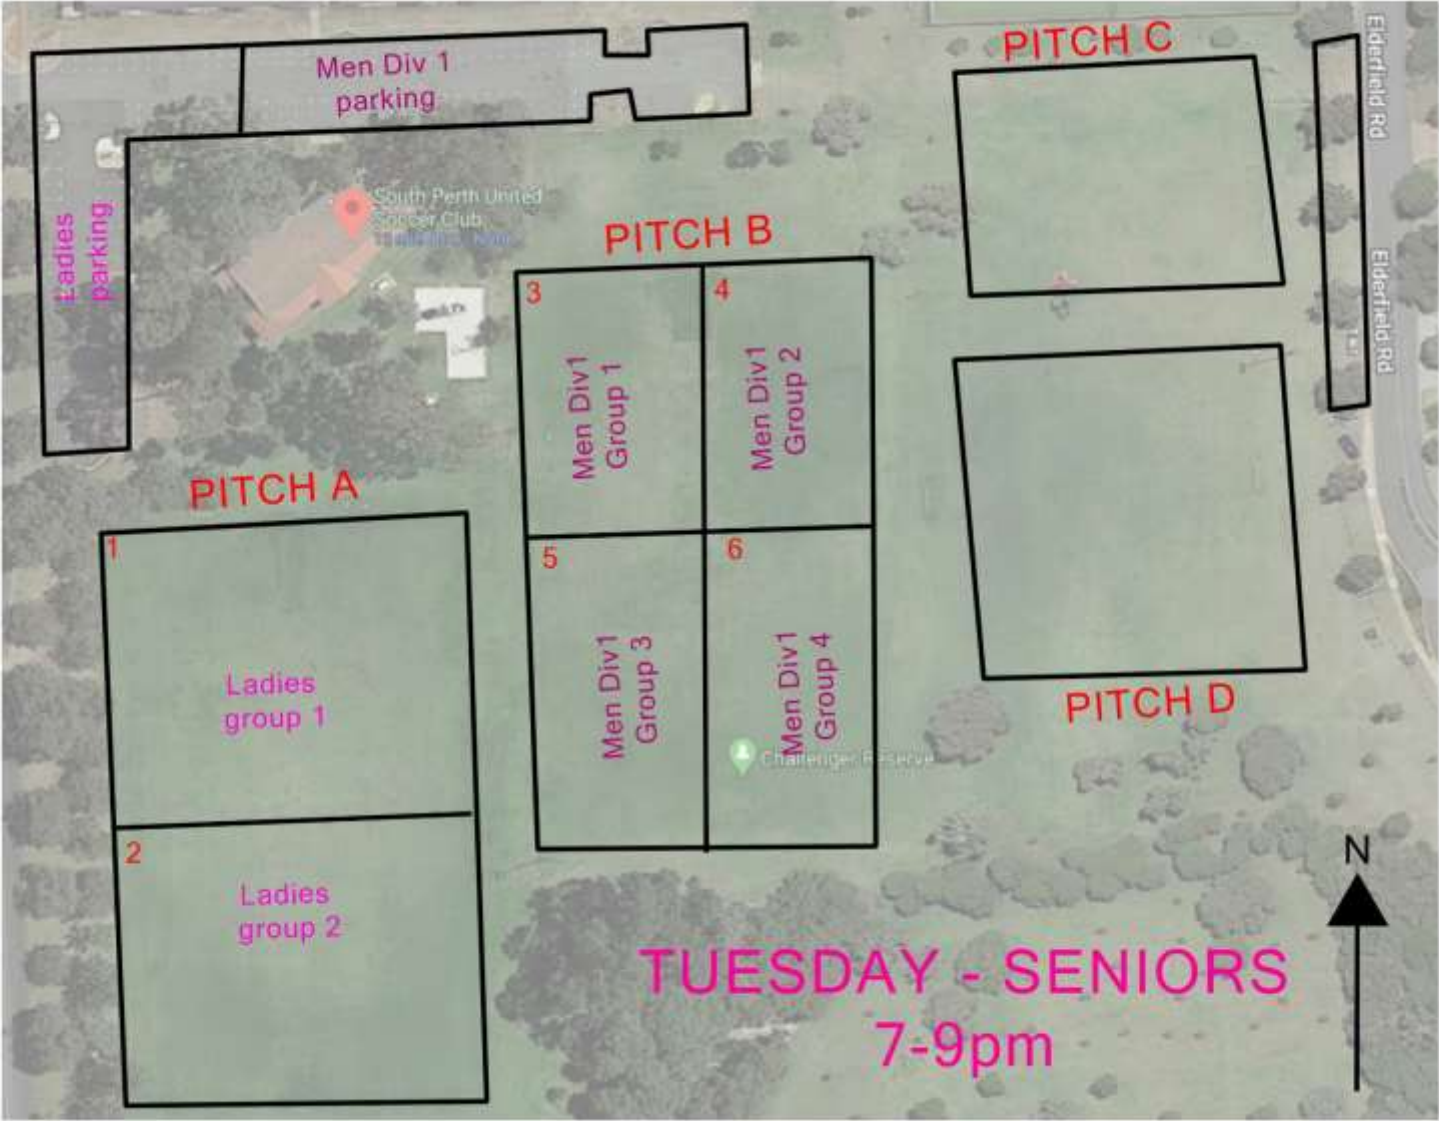 Men Div 1
parking
PITCH C
Elderfield Rd
Ladies
parking
South Perth United
Soccer Club
PITCH B
3
4
Elderfield Rd
Men Div1
Group 1
Men Div1
Group 2
PITCH A
1
5
6
Ladies
group 1
Men Div1
Group 3
Men Div1
Group 4
PITCH D
Challenger Reserve
2
Ladies
group 2
N
TUESDAY - SENIORS
7-9pm